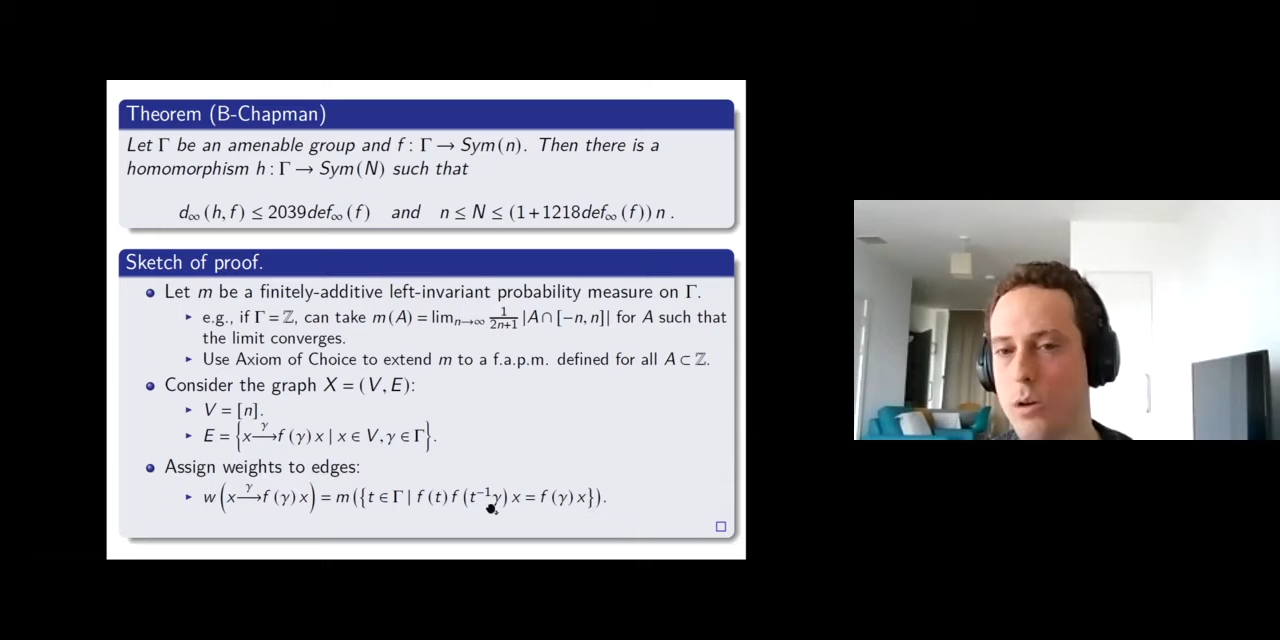 Theorem (B-Chapman)
Let Γ be an amenable group and f : Γ → Sym(n). Then there is a
homomorphism h : Γ → Sym(N) such that
d∞(h, f) ≤ 2039def∞(f) and n ≤ N ≤ (1+1218def∞(f))n.
Sketch of proof.
Let m be a finitely-additive left-invariant probability measure on Γ.
e.g., if Γ = ℤ, can take m(A) = limₙ→∞ 1/(2n+1) |A∩[−n, n]| for A such that
the limit converges.
Use Axiom of Choice to extend m to a f.a.p.m. defined for all A ⊂ ℤ.
Consider the graph X = (V, E):
V = [n].
E = {x —γ→ f(γ)x | x ∈ V, γ ∈ Γ}.
Assign weights to edges:
w(x —γ→ f(γ)x) = m({t ∈ Γ | f(t)f(t⁻¹γ)x = f(γ)x}).